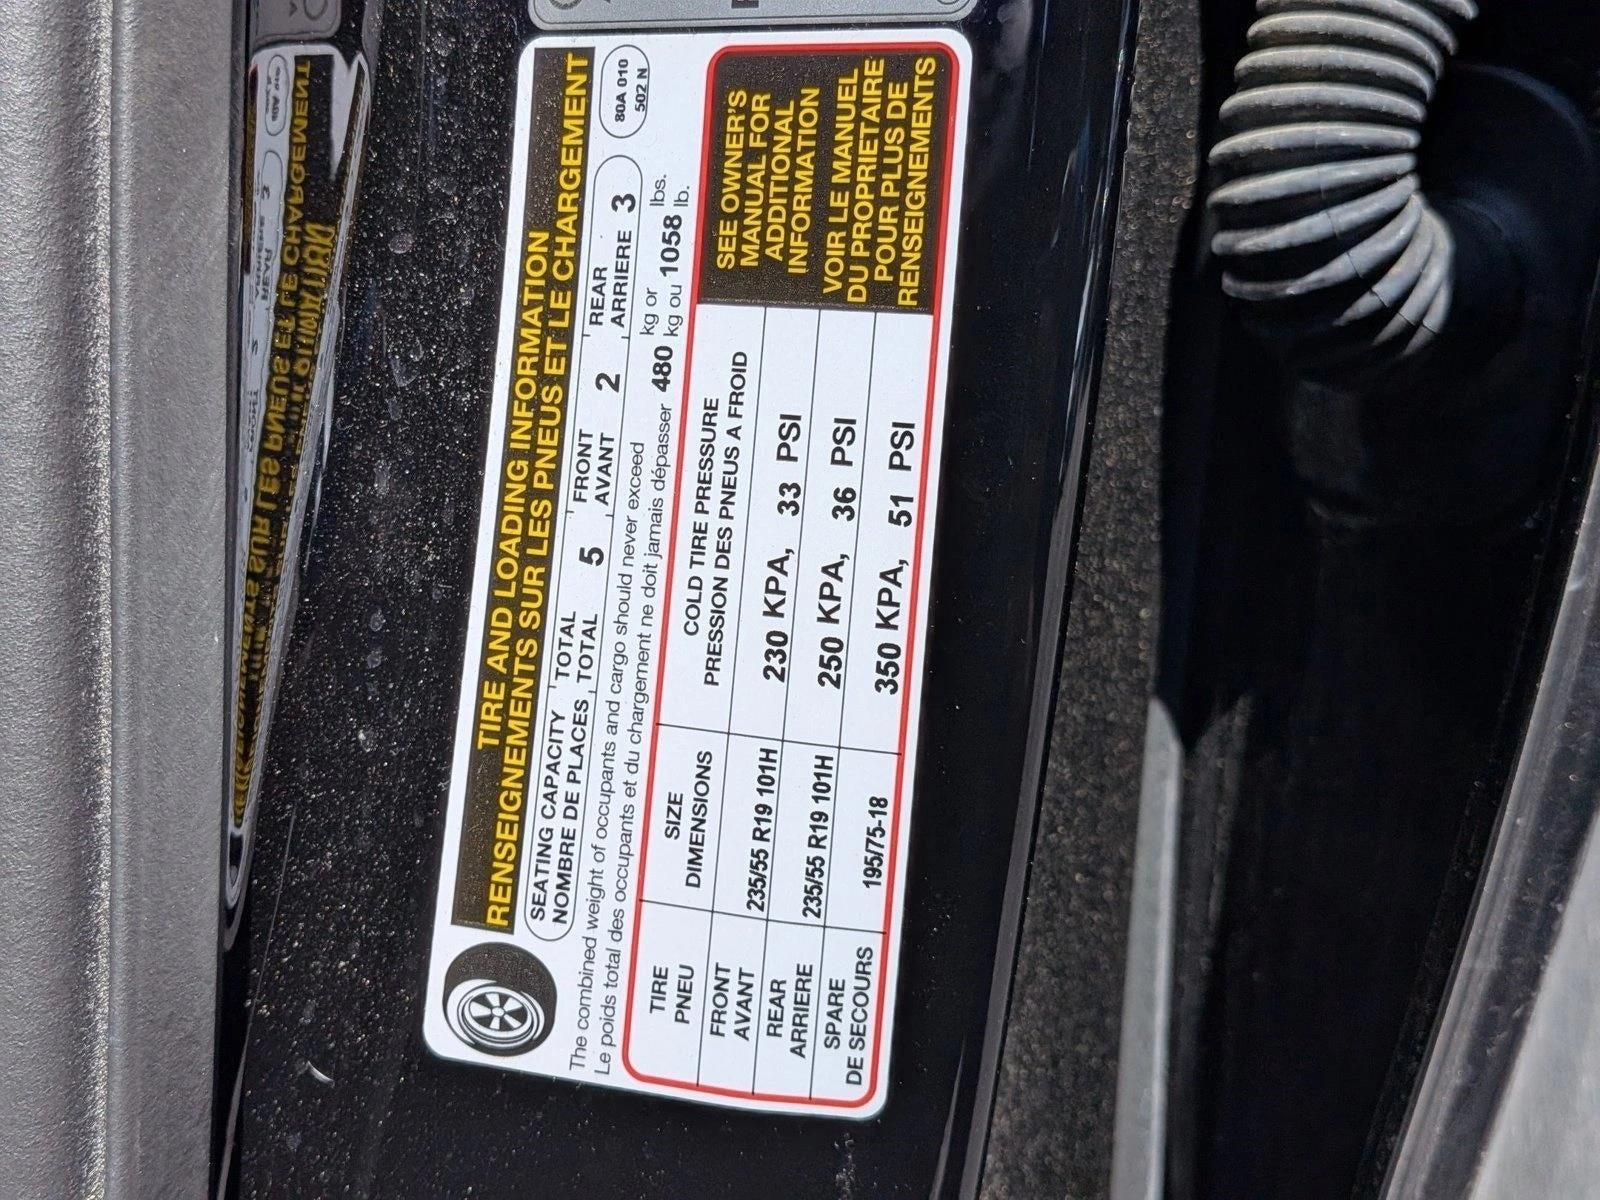 TIRE AND LOADING INFORMATION
RENSEIGNEMENTS SUR LES PNEUS ET LE CHARGEMENT
SEATING CAPACITY TOTAL 5 FRONT 2 REAR 3
NOMBRE DE PLACES TOTAL AVANT ARRIERE
80A 010
502 N
The combined weight of occupants and cargo should never exceed 480 kg or 1058 lbs.
Le poids total des occupants et du chargement ne doit jamais dépasser kg ou lb.
TIRE SIZE COLD TIRE PRESSURE
PNEU DIMENSIONS PRESSION DES PNEUS A FROID
FRONT
AVANT 235/55 R19 101H 230 KPA, 33 PSI
REAR
ARRIERE 235/55 R19 101H 250 KPA, 36 PSI
SPARE
DE SECOURS 195/75-18 350 KPA, 51 PSI
SEE OWNER'S
MANUAL FOR
ADDITIONAL
INFORMATION
VOIR LE MANUEL
DU PROPRIETAIRE
POUR PLUS DE
RENSEIGNEMENTS